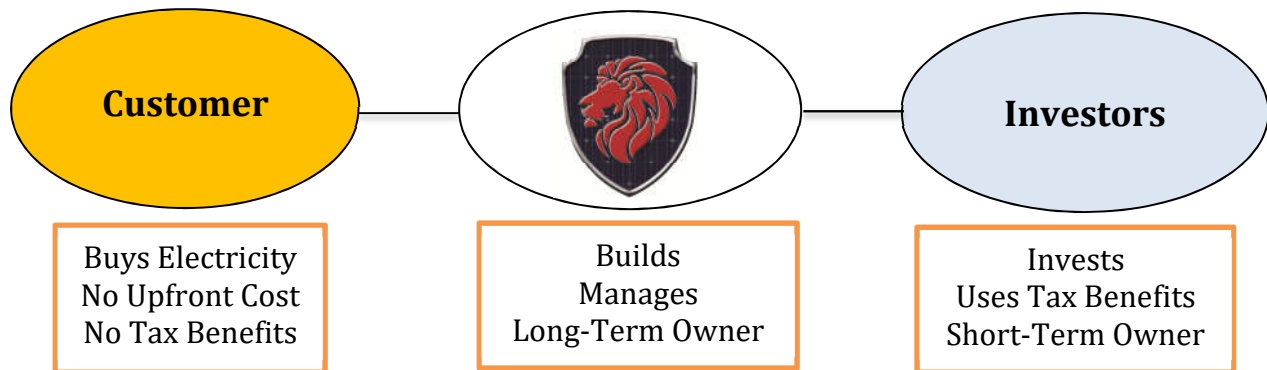 Customer
Investors
Buys Electricity
No Upfront Cost
No Tax Benefits
Builds
Manages
Long-Term Owner
Invests
Uses Tax Benefits
Short-Term Owner